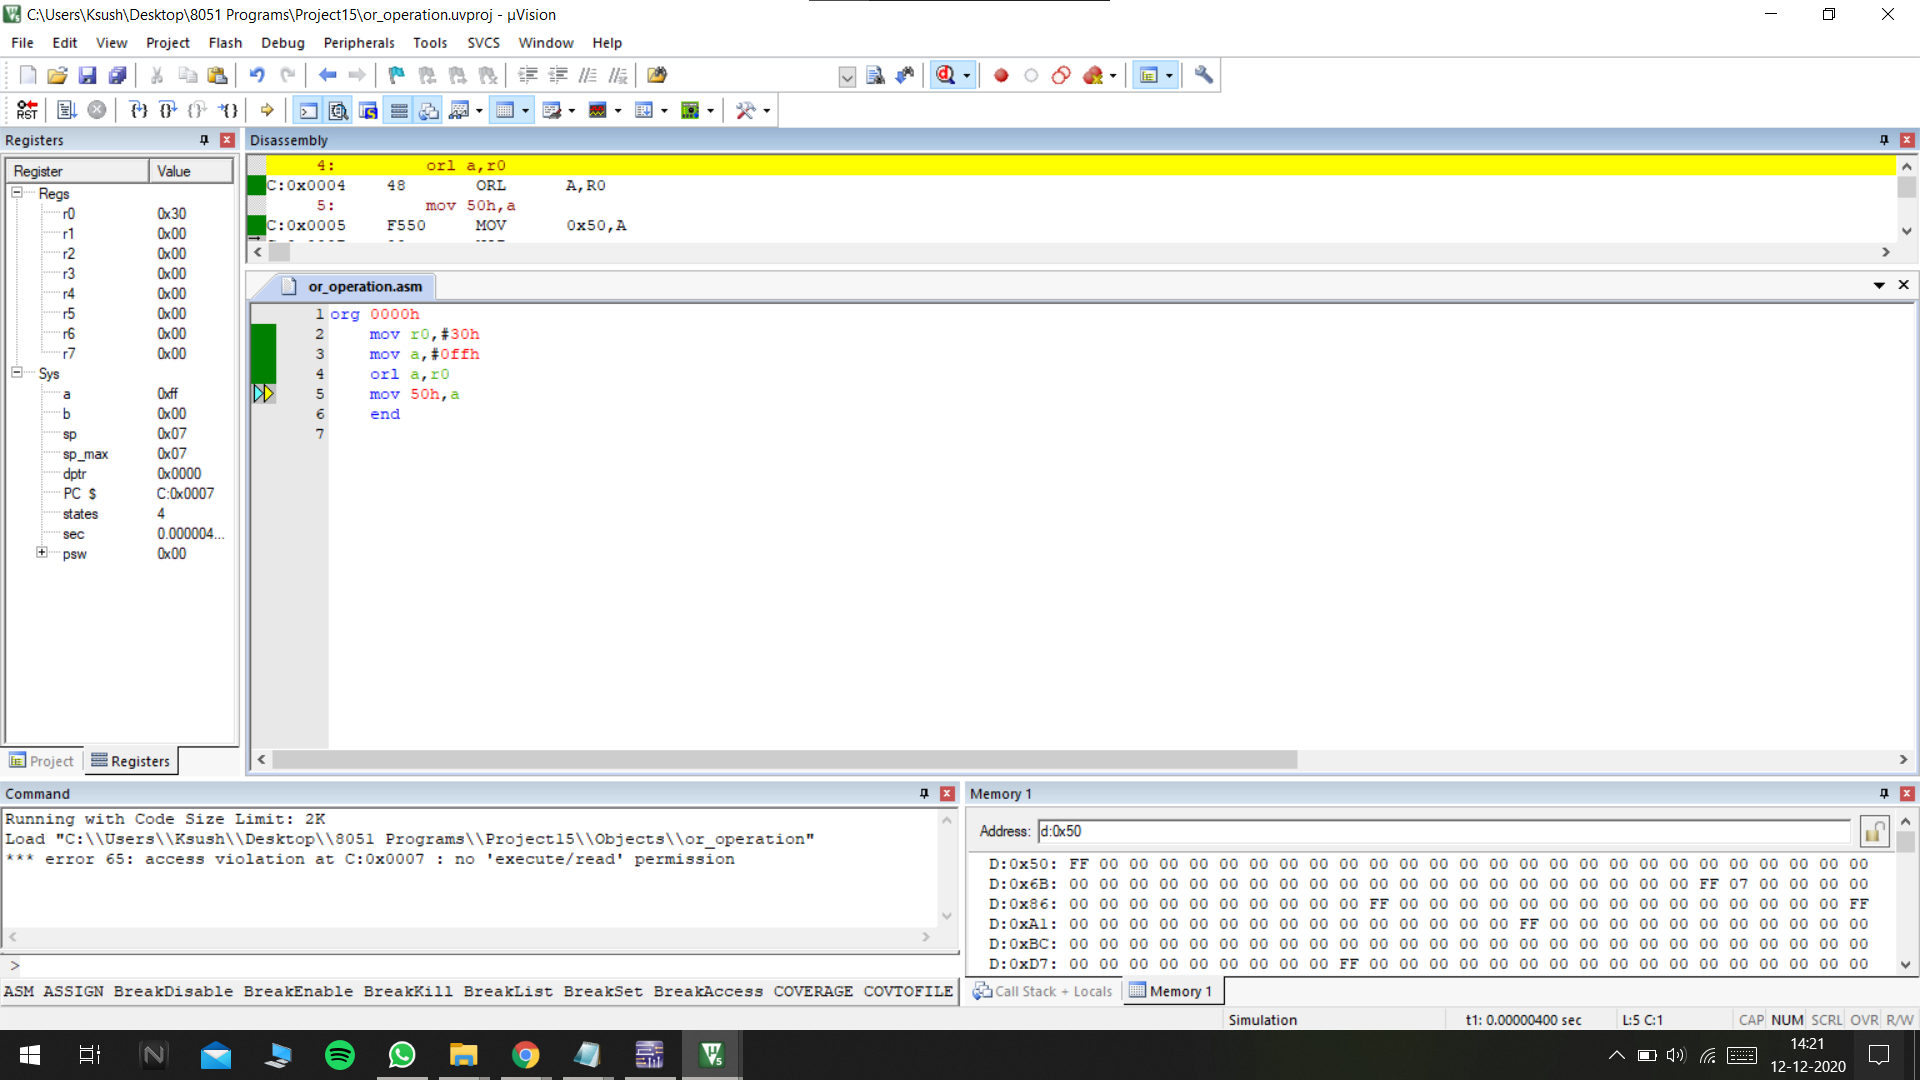 C:\Users\Ksush\Desktop\8051 Programs\Project15\or_operation.uvproj - µVision
File Edit View Project Flash Debug Peripherals Tools SVCS Window Help
RST
Registers
Register Value
Regs
r0 0x30
r1 0x00
r2 0x00
r3 0x00
r4 0x00
r5 0x00
r6 0x00
r7 0x00
Sys
a 0xff
b 0x00
sp 0x07
sp_max 0x07
dptr 0x0000
PC $ C:0x0007
states 4
sec 0.000004...
psw 0x00
Project Registers
Disassembly
4: orl a,r0
C:0x0004 48 ORL A,R0
5: mov 50h,a
C:0x0005 F550 MOV 0x50,A
or_operation.asm
1 org 0000h
2 mov r0,#30h
3 mov a,#0ffh
4 orl a,r0
5 mov 50h,a
6 end
7
Command
Running with Code Size Limit: 2K
Load "C:\\Users\\Ksush\\Desktop\\8051 Programs\\Project15\\Objects\\or_operation"
*** error 65: access violation at C:0x0007 : no 'execute/read' permission
>
ASM ASSIGN BreakDisable BreakEnable BreakKill BreakList BreakSet BreakAccess COVERAGE COVTOFILE
Memory 1
Address: d:0x50
D:0x50: FF 00 00 00 00 00 00 00 00 00 00 00 00 00 00 00 00 00 00 00 00 00 00 00 00 00 00
D:0x6B: 00 00 00 00 00 00 00 00 00 00 00 00 00 00 00 00 00 00 00 00 00 FF 07 00 00 00 00
D:0x86: 00 00 00 00 00 00 00 00 00 00 FF 00 00 00 00 00 00 00 00 00 00 00 00 00 00 00 FF
D:0xA1: 00 00 00 00 00 00 00 00 00 00 00 00 00 00 00 FF 00 00 00 00 00 00 00 00 00 00 00
D:0xBC: 00 00 00 00 00 00 00 00 00 00 00 00 00 00 00 00 00 00 00 00 00 00 00 00 00 00 00
D:0xD7: 00 00 00 00 00 00 00 00 00 FF 00 00 00 00 00 00 00 00 00 00 00 00 00 00 00 00 00
Call Stack + Locals Memory 1
Simulation t1: 0.00000400 sec L:5 C:1 CAP NUM SCRL OVR R/W
14:21
12-12-2020